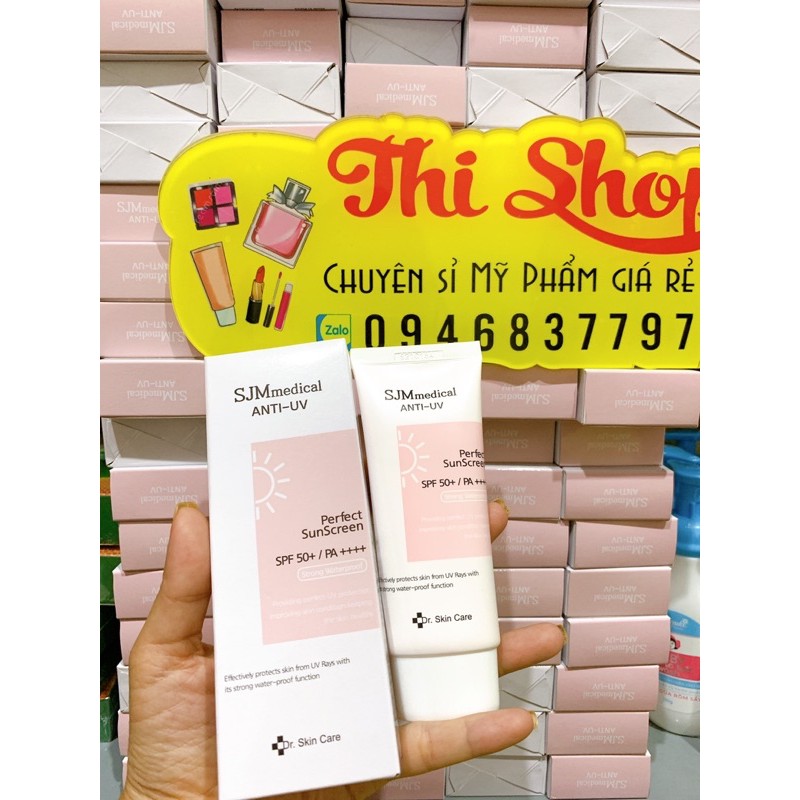 Thi Shop
CHUYÊN SỈ MỸ PHẨM GIÁ RẺ
Zalo 0946837797
SJMmedical
ANTI-UV
Perfect
SunScreen
SPF 50+ / PA ++++
Strong Waterproof
Effectively protects skin from UV Rays with
its strong water-proof function
Dr. Skin Care
SJMmedical
ANTI-UV
Perfect
SunScreen
SPF 50+ / PA ++++
Effectively protects skin from UV Rays with
strong water-proof function
Dr. Skin Care
SJMmedical
ANTI-UV